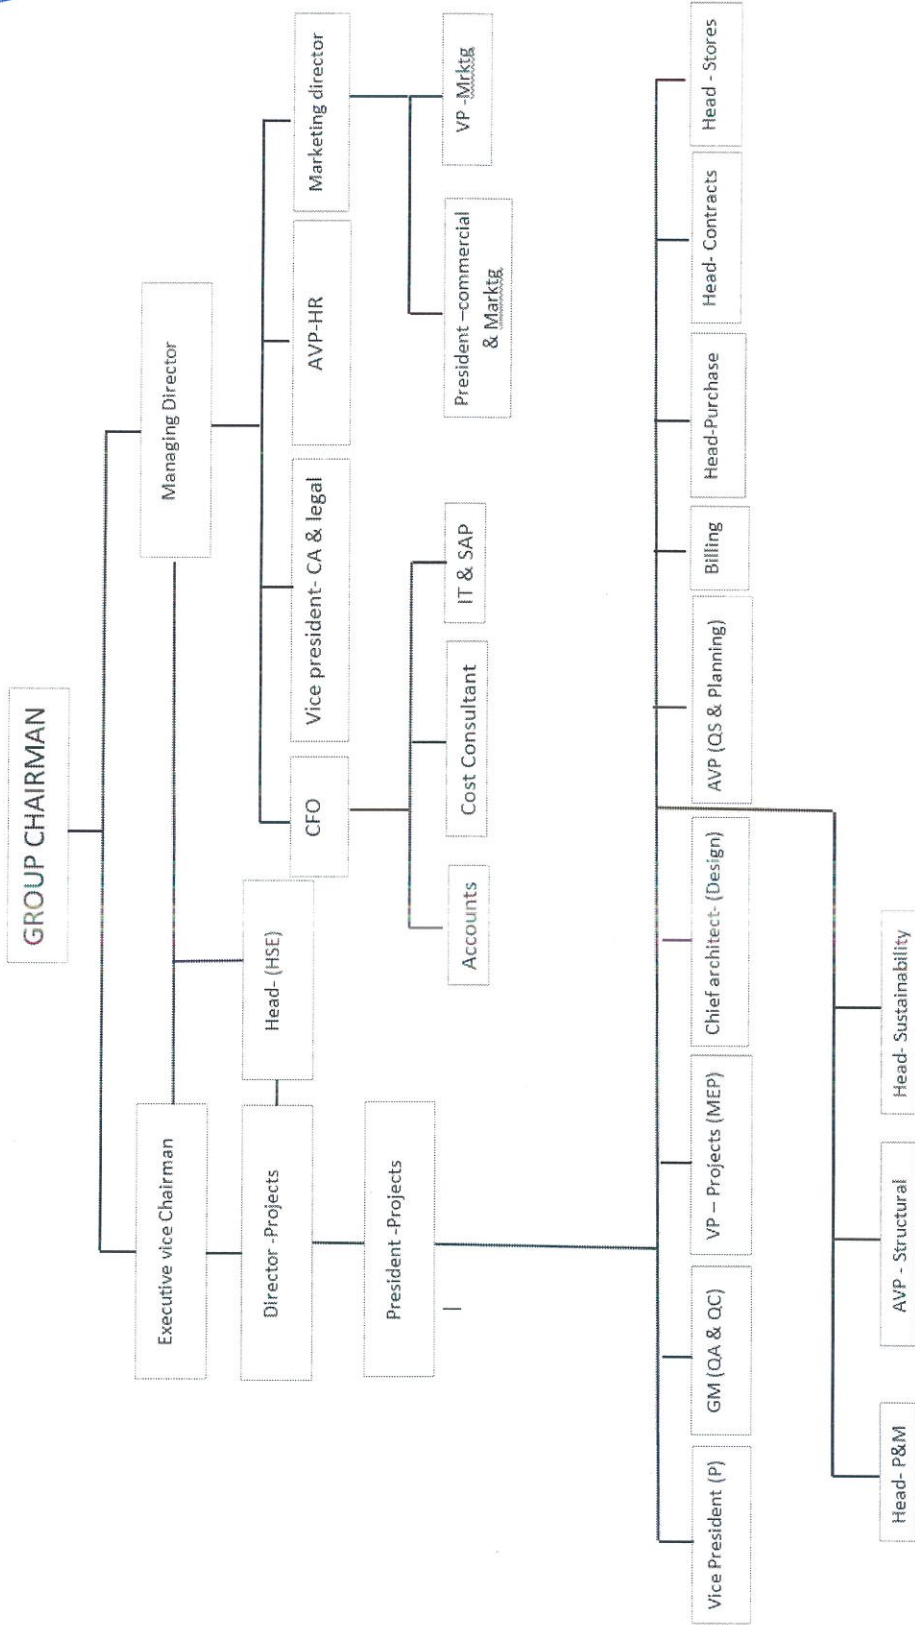 GROUP CHAIRMAN
Executive vice Chairman
Managing Director
Director -Projects
Head- (HSE)
CFO
Vice president- CA & legal
AVP-HR
Marketing director
President -Projects
Accounts
Cost Consultant
IT & SAP
President –commercial
& Marktg
VP -Mrktg
Vice President (P)
GM (QA & QC)
VP – Projects (MEP)
Chief architect- (Design)
AVP (QS & Planning)
Billing
Head-Purchase
Head- Contracts
Head - Stores
Head- P&M
AVP - Structural
Head- Sustainability